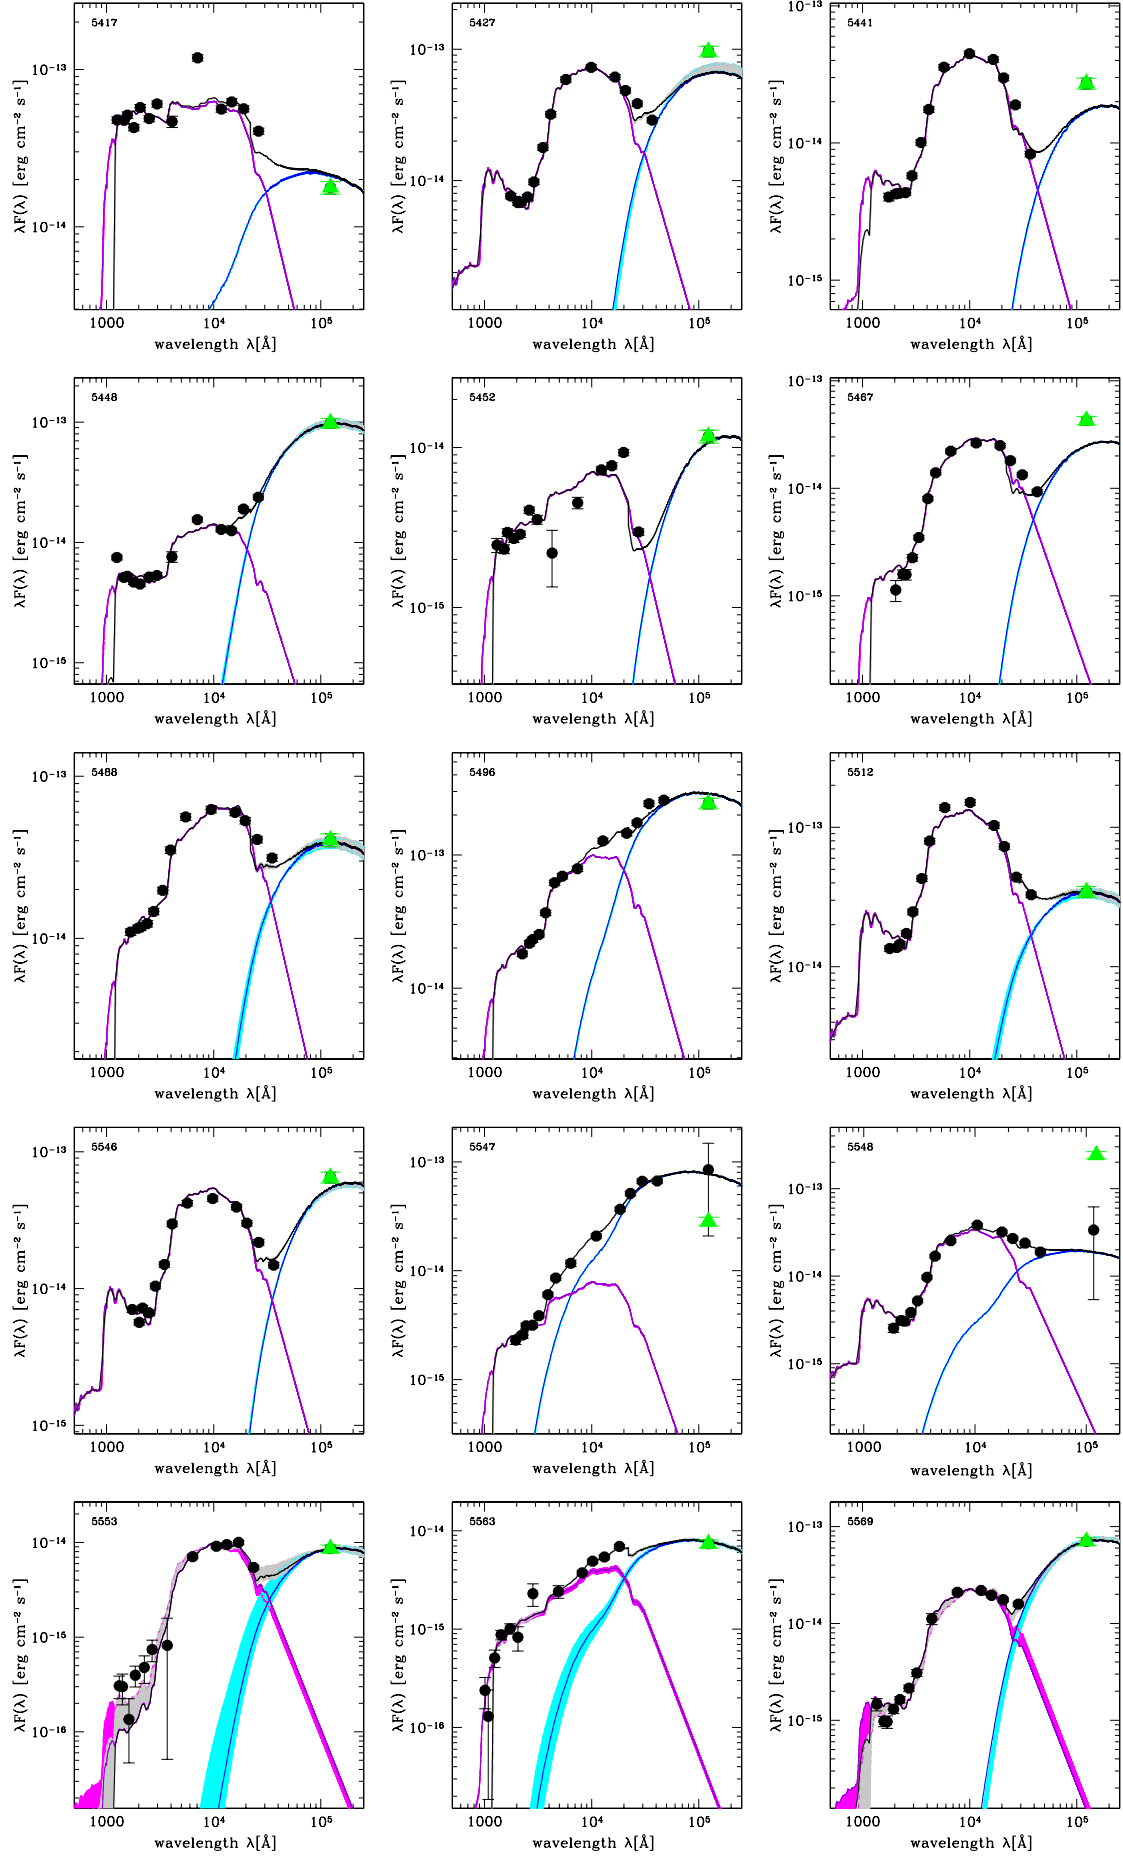 5417
λF(λ) [erg cm⁻² s⁻¹]
10⁻¹³
10⁻¹⁴
1000 10⁴ 10⁵
wavelength λ[Å]
5427
λF(λ) [erg cm⁻² s⁻¹]
10⁻¹³
10⁻¹⁴
1000 10⁴ 10⁵
wavelength λ[Å]
5441
λF(λ) [erg cm⁻² s⁻¹]
10⁻¹³
10⁻¹⁴
10⁻¹⁵
1000 10⁴ 10⁵
wavelength λ[Å]
5448
λF(λ) [erg cm⁻² s⁻¹]
10⁻¹³
10⁻¹⁴
10⁻¹⁵
1000 10⁴ 10⁵
wavelength λ[Å]
5452
λF(λ) [erg cm⁻² s⁻¹]
10⁻¹⁴
10⁻¹⁵
1000 10⁴ 10⁵
wavelength λ[Å]
5467
λF(λ) [erg cm⁻² s⁻¹]
10⁻¹³
10⁻¹⁴
10⁻¹⁵
1000 10⁴ 10⁵
wavelength λ[Å]
5488
λF(λ) [erg cm⁻² s⁻¹]
10⁻¹³
10⁻¹⁴
1000 10⁴ 10⁵
wavelength λ[Å]
5496
λF(λ) [erg cm⁻² s⁻¹]
10⁻¹³
10⁻¹⁴
1000 10⁴ 10⁵
wavelength λ[Å]
5512
λF(λ) [erg cm⁻² s⁻¹]
10⁻¹³
10⁻¹⁴
1000 10⁴ 10⁵
wavelength λ[Å]
5546
λF(λ) [erg cm⁻² s⁻¹]
10⁻¹³
10⁻¹⁴
10⁻¹⁵
1000 10⁴ 10⁵
wavelength λ[Å]
5547
λF(λ) [erg cm⁻² s⁻¹]
10⁻¹³
10⁻¹⁴
10⁻¹⁵
1000 10⁴ 10⁵
wavelength λ[Å]
5548
λF(λ) [erg cm⁻² s⁻¹]
10⁻¹³
10⁻¹⁴
10⁻¹⁵
1000 10⁴ 10⁵
wavelength λ[Å]
5553
λF(λ) [erg cm⁻² s⁻¹]
10⁻¹⁴
10⁻¹⁵
10⁻¹⁶
1000 10⁴ 10⁵
wavelength λ[Å]
5563
λF(λ) [erg cm⁻² s⁻¹]
10⁻¹⁴
10⁻¹⁵
10⁻¹⁶
1000 10⁴ 10⁵
wavelength λ[Å]
5569
λF(λ) [erg cm⁻² s⁻¹]
10⁻¹³
10⁻¹⁴
10⁻¹⁵
1000 10⁴ 10⁵
wavelength λ[Å]